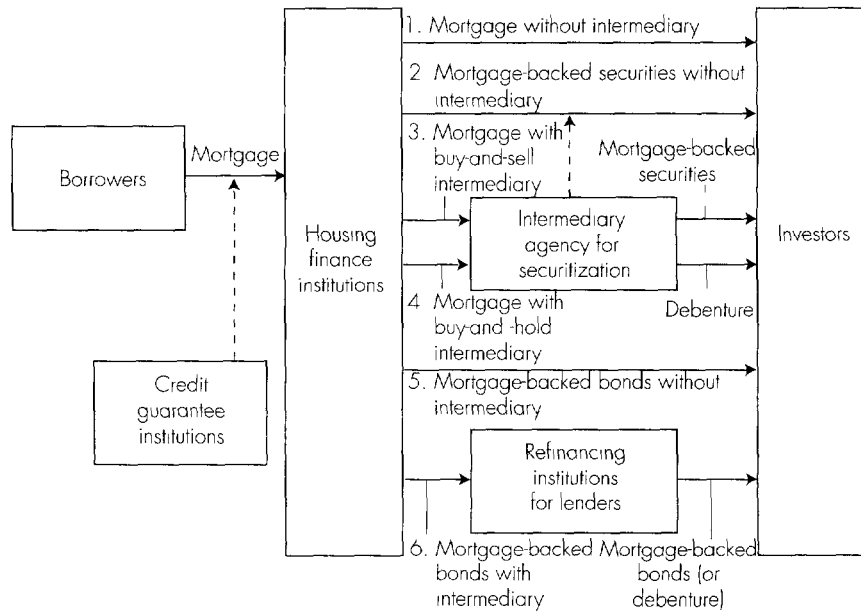 1. Mortgage without intermediary
2 Mortgage-backed securities without
intermediary
3. Mortgage with
buy-and-sell
intermediary
Mortgage-backed
securities
Mortgage
Borrowers
Housing
finance
institutions
Intermediary
agency for
securitization
Investors
4 Mortgage with
buy-and -hold
intermediary
Debenture
5. Mortgage-backed bonds without
intermediary
Credit
guarantee
institutions
Refinancing
institutions
for lenders
6. Mortgage-backed
bonds with
intermediary
Mortgage-backed
bonds (or
debenture)